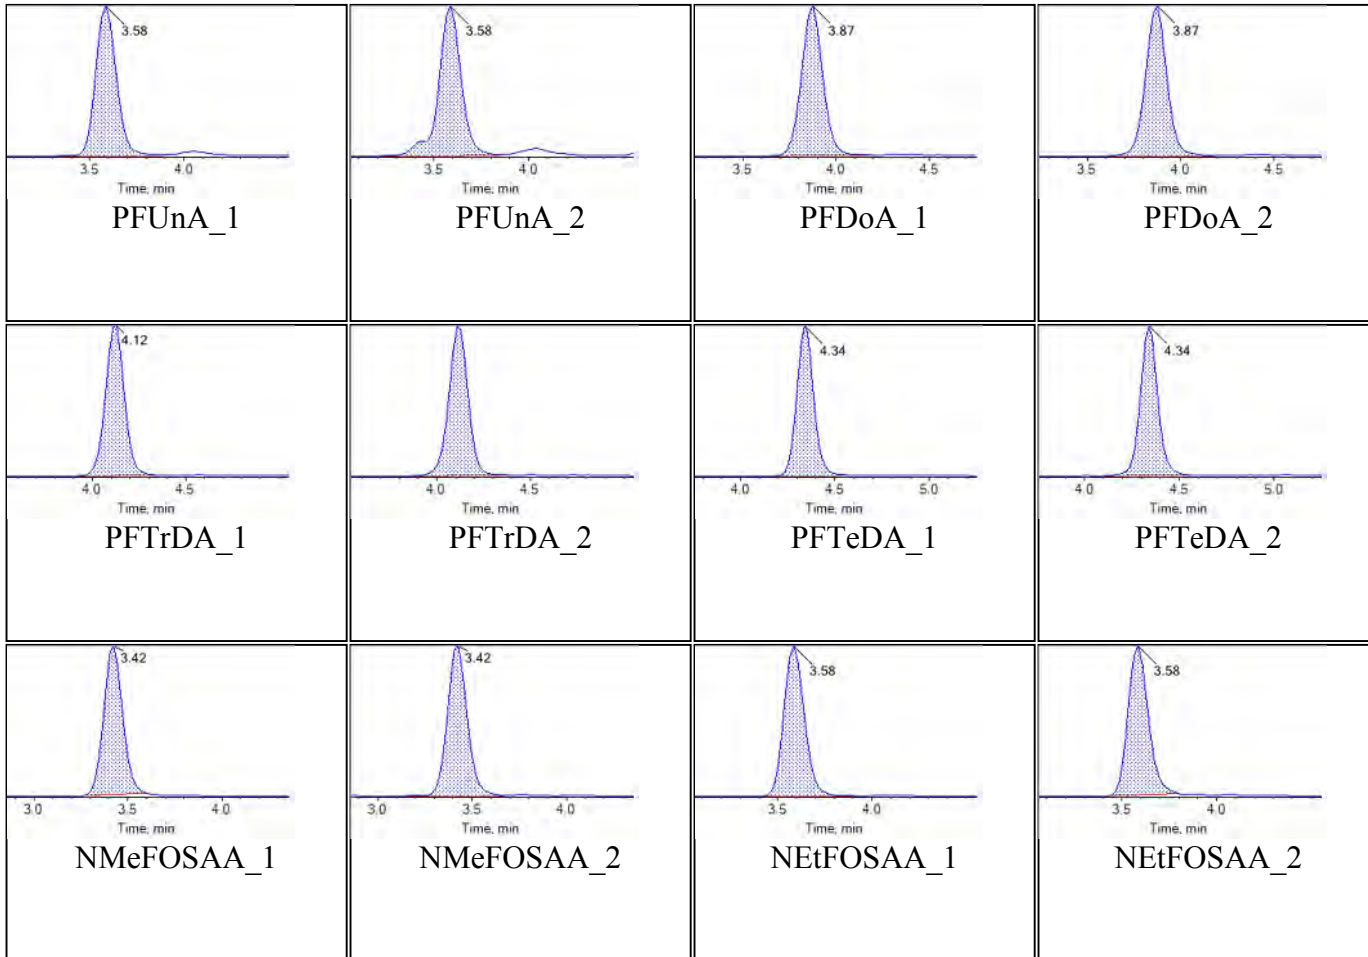 3.58
3.5 4.0
Time, min
PFUnA_1
3.58
3.5 4.0
Time, min
PFUnA_2
3.87
3.5 4.0 4.5
Time, min
PFDoA_1
3.87
3.5 4.0 4.5
Time, min
PFDoA_2
4.12
4.0 4.5
Time, min
PFTrDA_1
4.0 4.5
Time, min
PFTrDA_2
4.34
4.0 4.5 5.0
Time, min
PFTeDA_1
4.34
4.0 4.5 5.0
Time, min
PFTeDA_2
3.42
3.0 3.5 4.0
Time, min
NMeFOSAA_1
3.42
3.0 3.5 4.0
Time, min
NMeFOSAA_2
3.58
3.5 4.0
Time, min
NEtFOSAA_1
3.58
3.5 4.0
Time, min
NEtFOSAA_2